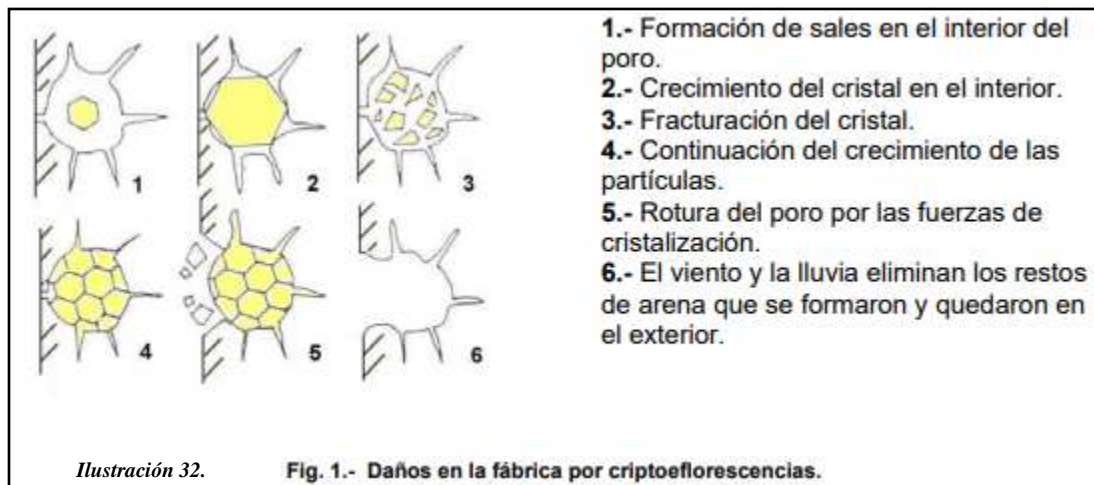 1.- Formación de sales en el interior del
poro.
2.- Crecimiento del cristal en el interior.
3.- Fracturación del cristal.
4.- Continuación del crecimiento de las
partículas.
5.- Rotura del poro por las fuerzas de
cristalización.
6.- El viento y la lluvia eliminan los restos
de arena que se formaron y quedaron en
el exterior.
1
2
3
4
5
6
Ilustración 32. Fig. 1.- Daños en la fábrica por criptoeflorescencias.